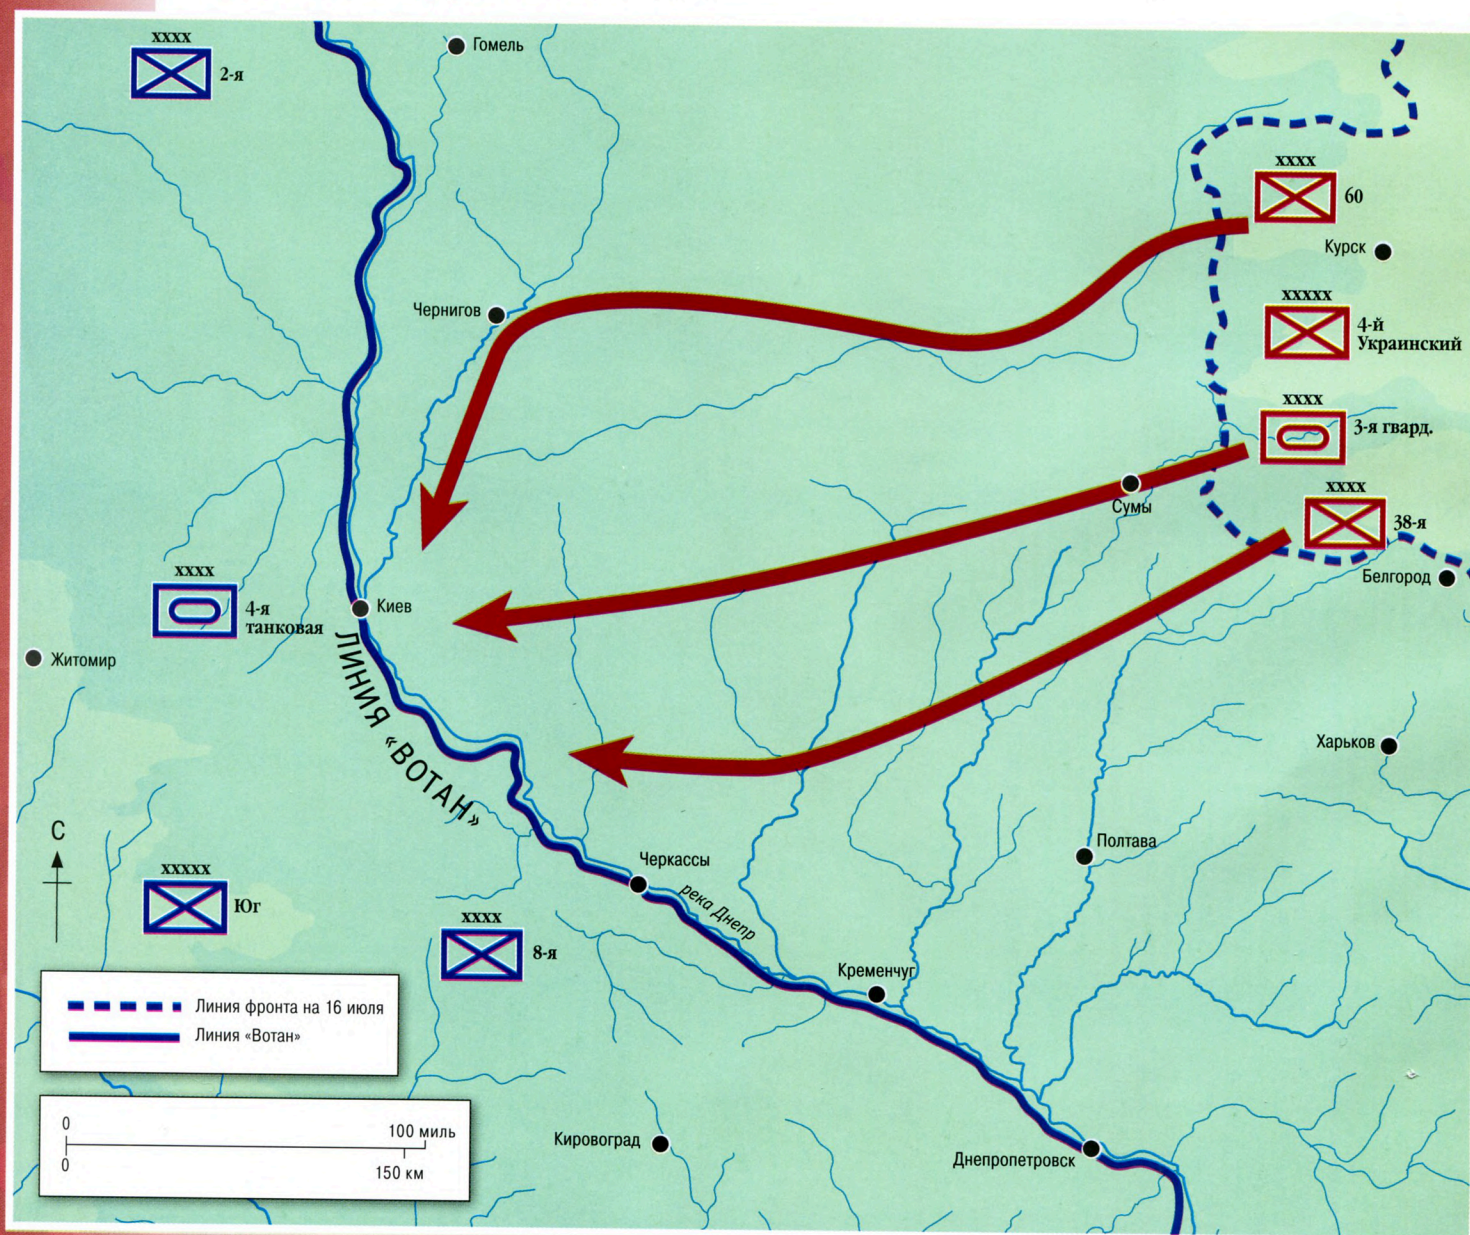 xxxx
2-я
Гомель
xxxx
60
Курск
xxxxx
4-й
Украинский
Чернигов
xxxx
3-я гвард.
Сумы
xxxx
38-я
Белгород
xxxx
4-я
танковая
Киев
Житомир
ЛИНИЯ «ВОТАН»
Харьков
С
Полтава
Черкассы
река Днепр
xxxxx
Юг
xxxx
8-я
Кременчуг
Линия фронта на 16 июля
Линия «Вотан»
0
100 миль
0
150 км
Кировоград
Днепропетровск